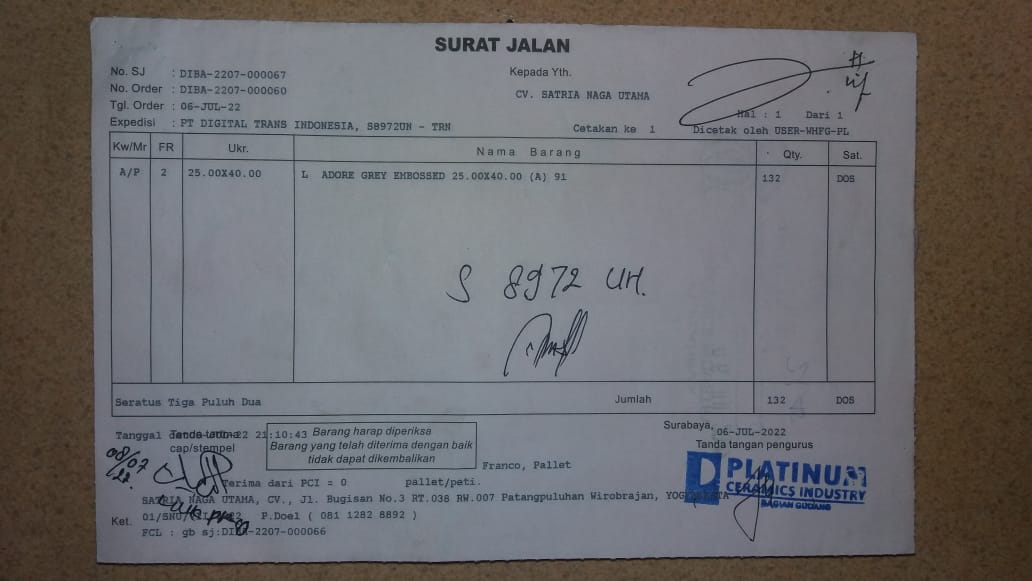 SURAT JALAN
No. SJ : DIBA-2207-000067
No. Order : DIBA-2207-000060
Tgl. Order : 06-JUL-22
Expedisi : PT DIGITAL TRANS INDONESIA, S8972UN - TRN
Kepada Yth.
CV. SATRIA NAGA UTAMA
Hal : 1 Dari 1
Cetakan ke 1 Dicetak oleh USER-WHFG-PL
Kw/Mr FR Ukr. Nama Barang Qty. Sat.
A/P 2 25.00X40.00 L ADORE GREY EMBOSSED 25.00X40.00 (A) 91 132 DOS
S 8972 UH.
Seratus Tiga Puluh Dua Jumlah 132 DOS
Surabaya, 06-JUL-2022
Tanda tangan pengurus
Tanggal 22 21:10:43
Tanda terima
cap/stempel
Barang harap diperiksa
Barang yang telah diterima dengan baik
tidak dapat dikembalikan
08/07
22.
Franco, Pallet
Terima dari PCI = 0 pallet/peti.
PLATINUM
CERAMICS INDUSTRY
BAGIAN GUDANG
SATRIA NAGA UTAMA, CV., Jl. Bugisan No.3 RT.038 RW.007 Patangpuluhan Wirobrajan, YOGYAKARTA
Ket. 01/SNU/ P.Doel ( 081 1282 8892 )
FCL : gb sj:DIBA-2207-000066